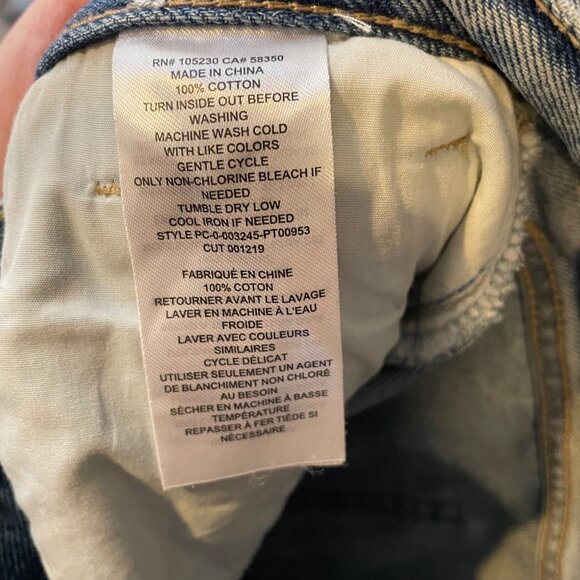 RN# 105230 CA# 58350
MADE IN CHINA
100% COTTON
TURN INSIDE OUT BEFORE
WASHING
MACHINE WASH COLD
WITH LIKE COLORS
GENTLE CYCLE
ONLY NON-CHLORINE BLEACH IF
NEEDED
TUMBLE DRY LOW
COOL IRON IF NEEDED
STYLE PC-0-003245-PT00953
CUT 001219
FABRIQUÉ EN CHINE
100% COTON
RETOURNER AVANT LE LAVAGE
LAVER EN MACHINE À L'EAU
FROIDE
LAVER AVEC COULEURS
SIMILAIRES
CYCLE DÉLICAT
UTILISER SEULEMENT UN AGENT
DE BLANCHIMENT NON CHLORÉ
AU BESOIN
SÉCHER EN MACHINE À BASSE
TEMPÉRATURE
REPASSER À FER TIÈDE SI
NÉCESSAIRE